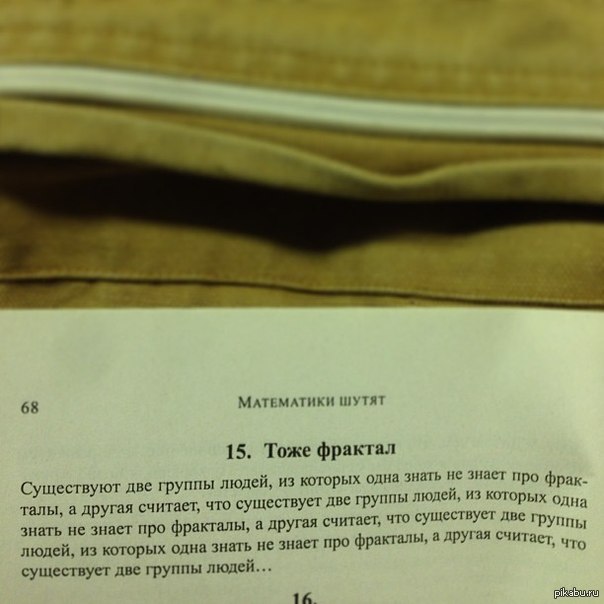 68
Математики шутят
15. Тоже фрактал
Существуют две группы людей, из которых одна знать не знает про фрак-
талы, а другая считает, что существует две группы людей, из которых одна
знать не знает про фракталы, а другая считает, что существует две группы
людей, из которых одна знать не знает про фракталы, а другая считает, что
существует две группы людей...
16.
pikabu.ru